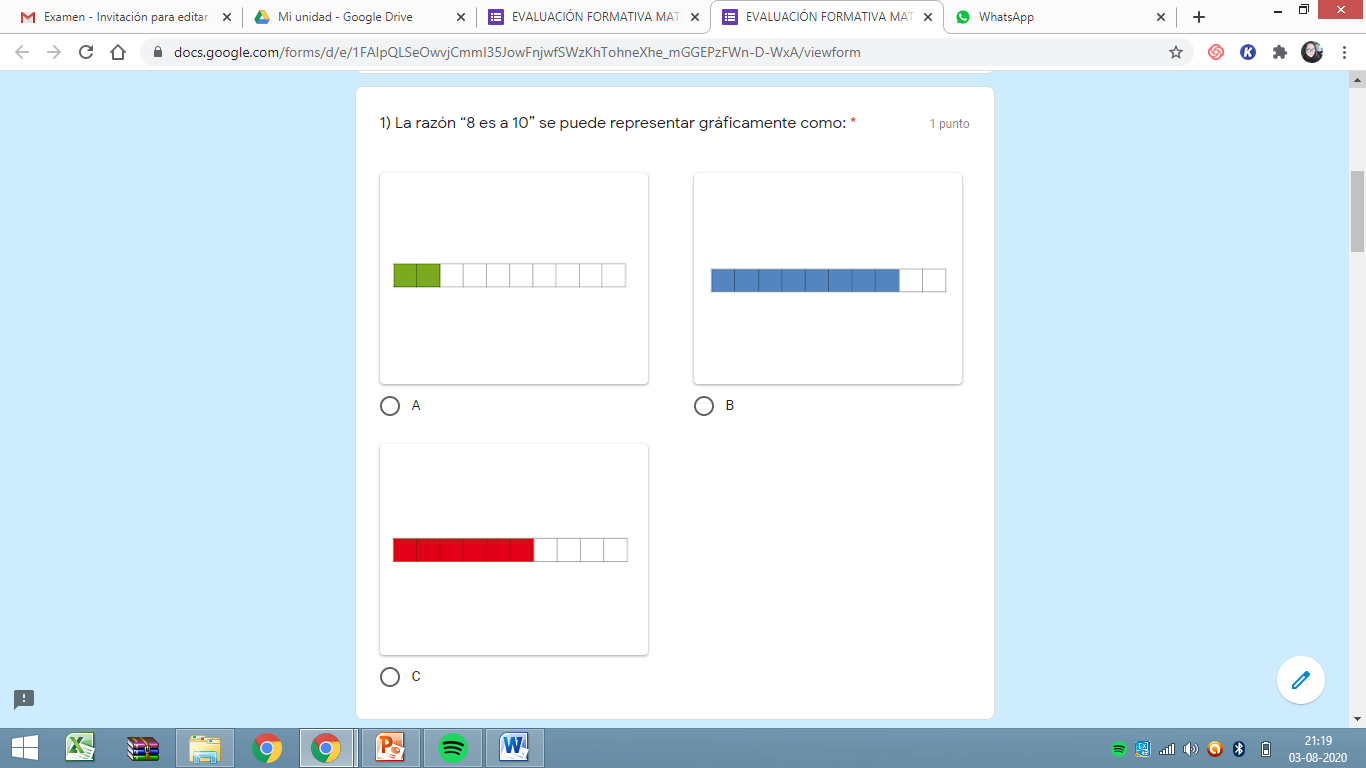 Examen - Invitación para editar
Mi unidad - Google Drive
EVALUACIÓN FORMATIVA MAT
EVALUACIÓN FORMATIVA MAT
WhatsApp
docs.google.com/forms/d/e/1FAIpQLSeOwvjCmmI35JowFnjwfSWzKhTohneXhe_mGGEPzFWn-D-WxA/viewform
1) La razón “8 es a 10” se puede representar gráficamente como: *
1 punto
A
B
C
21:19
03-08-2020